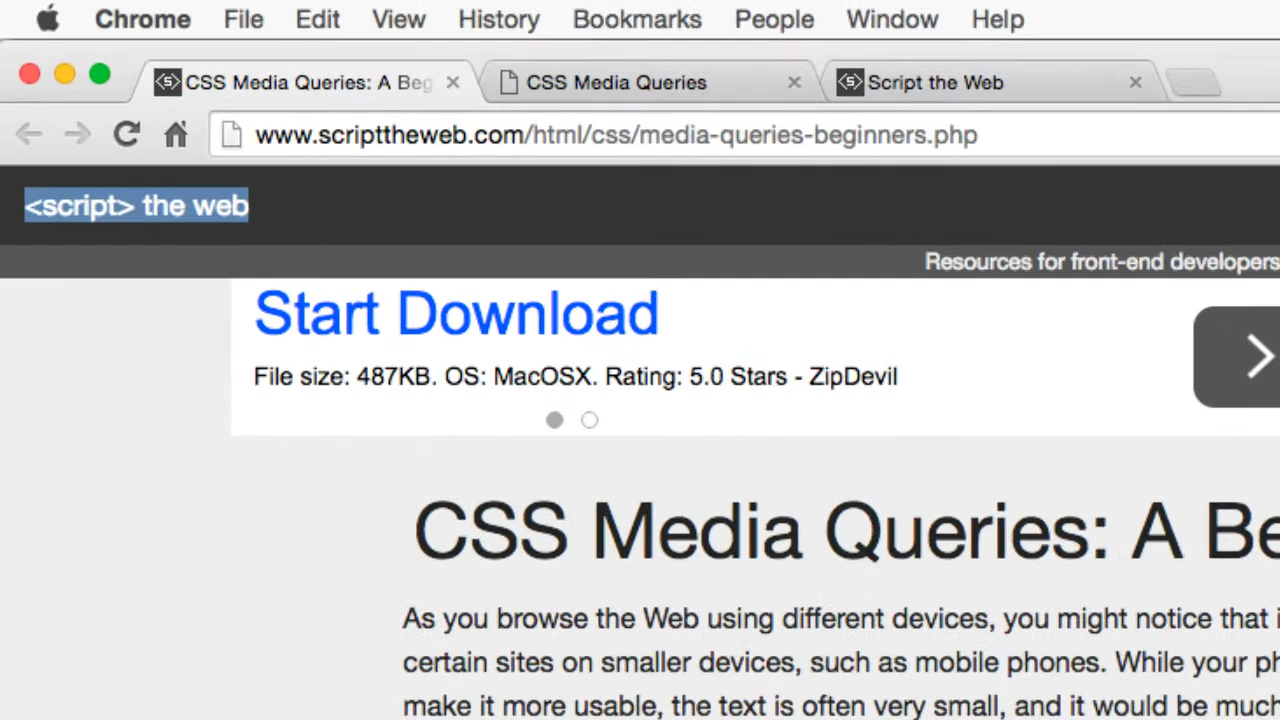 Chrome File Edit View History Bookmarks People Window Help
CSS Media Queries: A Beg CSS Media Queries Script the Web
www.scripttheweb.com/html/css/media-queries-beginners.php
<script> the web
Resources for front-end developers
Start Download
File size: 487KB. OS: MacOSX. Rating: 5.0 Stars - ZipDevil
CSS Media Queries: A Be
As you browse the Web using different devices, you might notice that i
certain sites on smaller devices, such as mobile phones. While your ph
make it more usable, the text is often very small, and it would be much